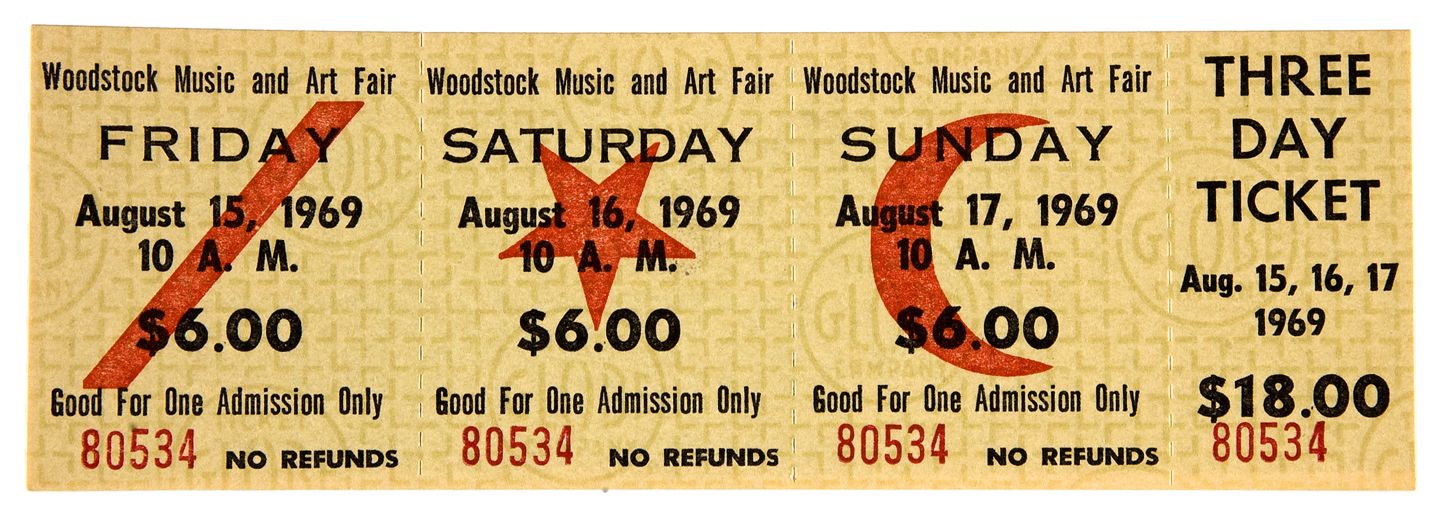 Woodstock Music and Art Fair
FRIDAY
August 15, 1969
10 A. M.
$6.00
Good For One Admission Only
80534 NO REFUNDS
Woodstock Music and Art Fair
SATURDAY
August 16, 1969
10 A. M.
$6.00
Good For One Admission Only
80534 NO REFUNDS
Woodstock Music and Art Fair
SUNDAY
August 17, 1969
10 A. M.
$6.00
Good For One Admission Only
80534 NO REFUNDS
THREE
DAY
TICKET
Aug. 15, 16, 17
1969
$18.00
80534